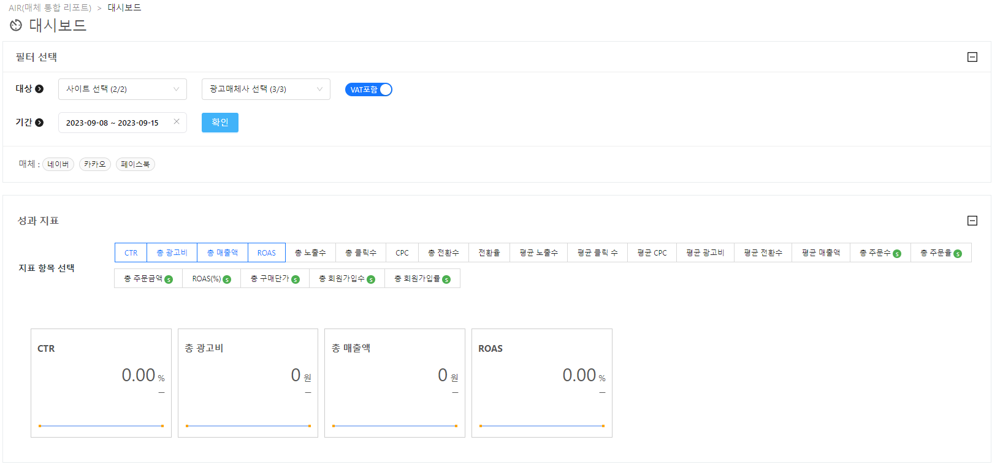 AIR(매체 통합 리포트) > 대시보드
대시보드
필터 선택
대상 사이트 선택 (2/2) 광고매체사 선택 (3/3) VAT포함
기간 2023-09-08 ~ 2023-09-15 확인
매체 : 네이버 카카오 페이스북
성과 지표
지표 항목 선택
CTR 총 광고비 총 매출액 ROAS 총 노출수 총 클릭수 CPC 총 전환수 전환율 평균 노출수 평균 클릭 수 평균 CPC 평균 광고비 평균 전환수 평균 매출액 총 주문수 S 총 주문율 S
총 주문금액 S ROAS(%) S 총 구매단가 S 총 회원가입수 S 총 회원가입률 S
CTR
0.00 %
–
총 광고비
0 원
–
총 매출액
0 원
–
ROAS
0.00 %
–